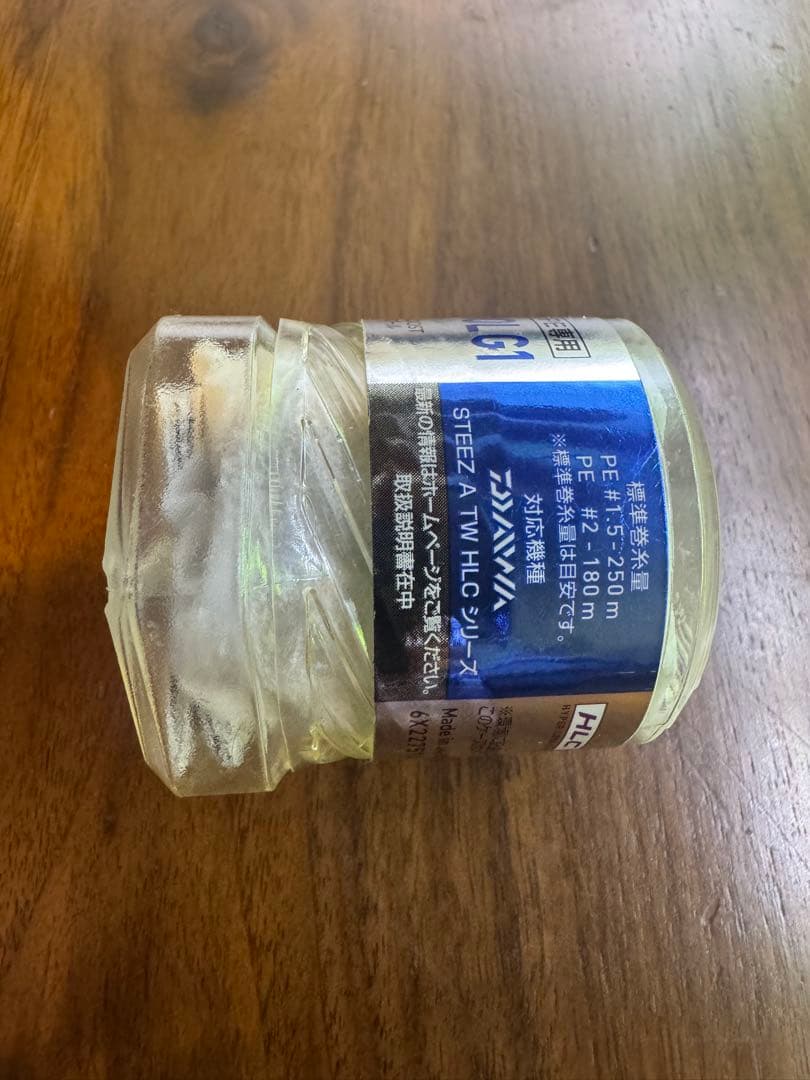 専用
LG1
標準巻糸量
PE #1.5-250m
PE #2-180m
※標準巻糸量は目安です。
対応機種
DAIWA
STEEZ A TW HLC シリーズ
最新の情報はホームページをご覧ください。
取扱説明書在中
HLC
HYPER
Made in